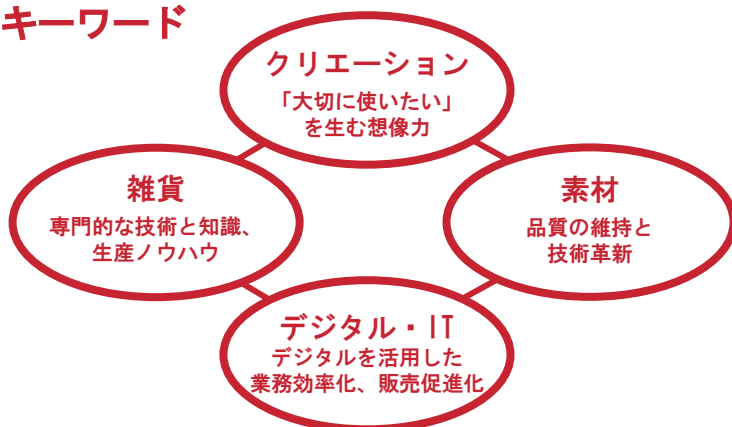 キーワード
クリエーション
「大切に使いたい」
を生む想像力
雑貨
専門的な技術と知識、
生産ノウハウ
素材
品質の維持と
技術革新
デジタル・IT
デジタルを活用した
業務効率化、販売促進化